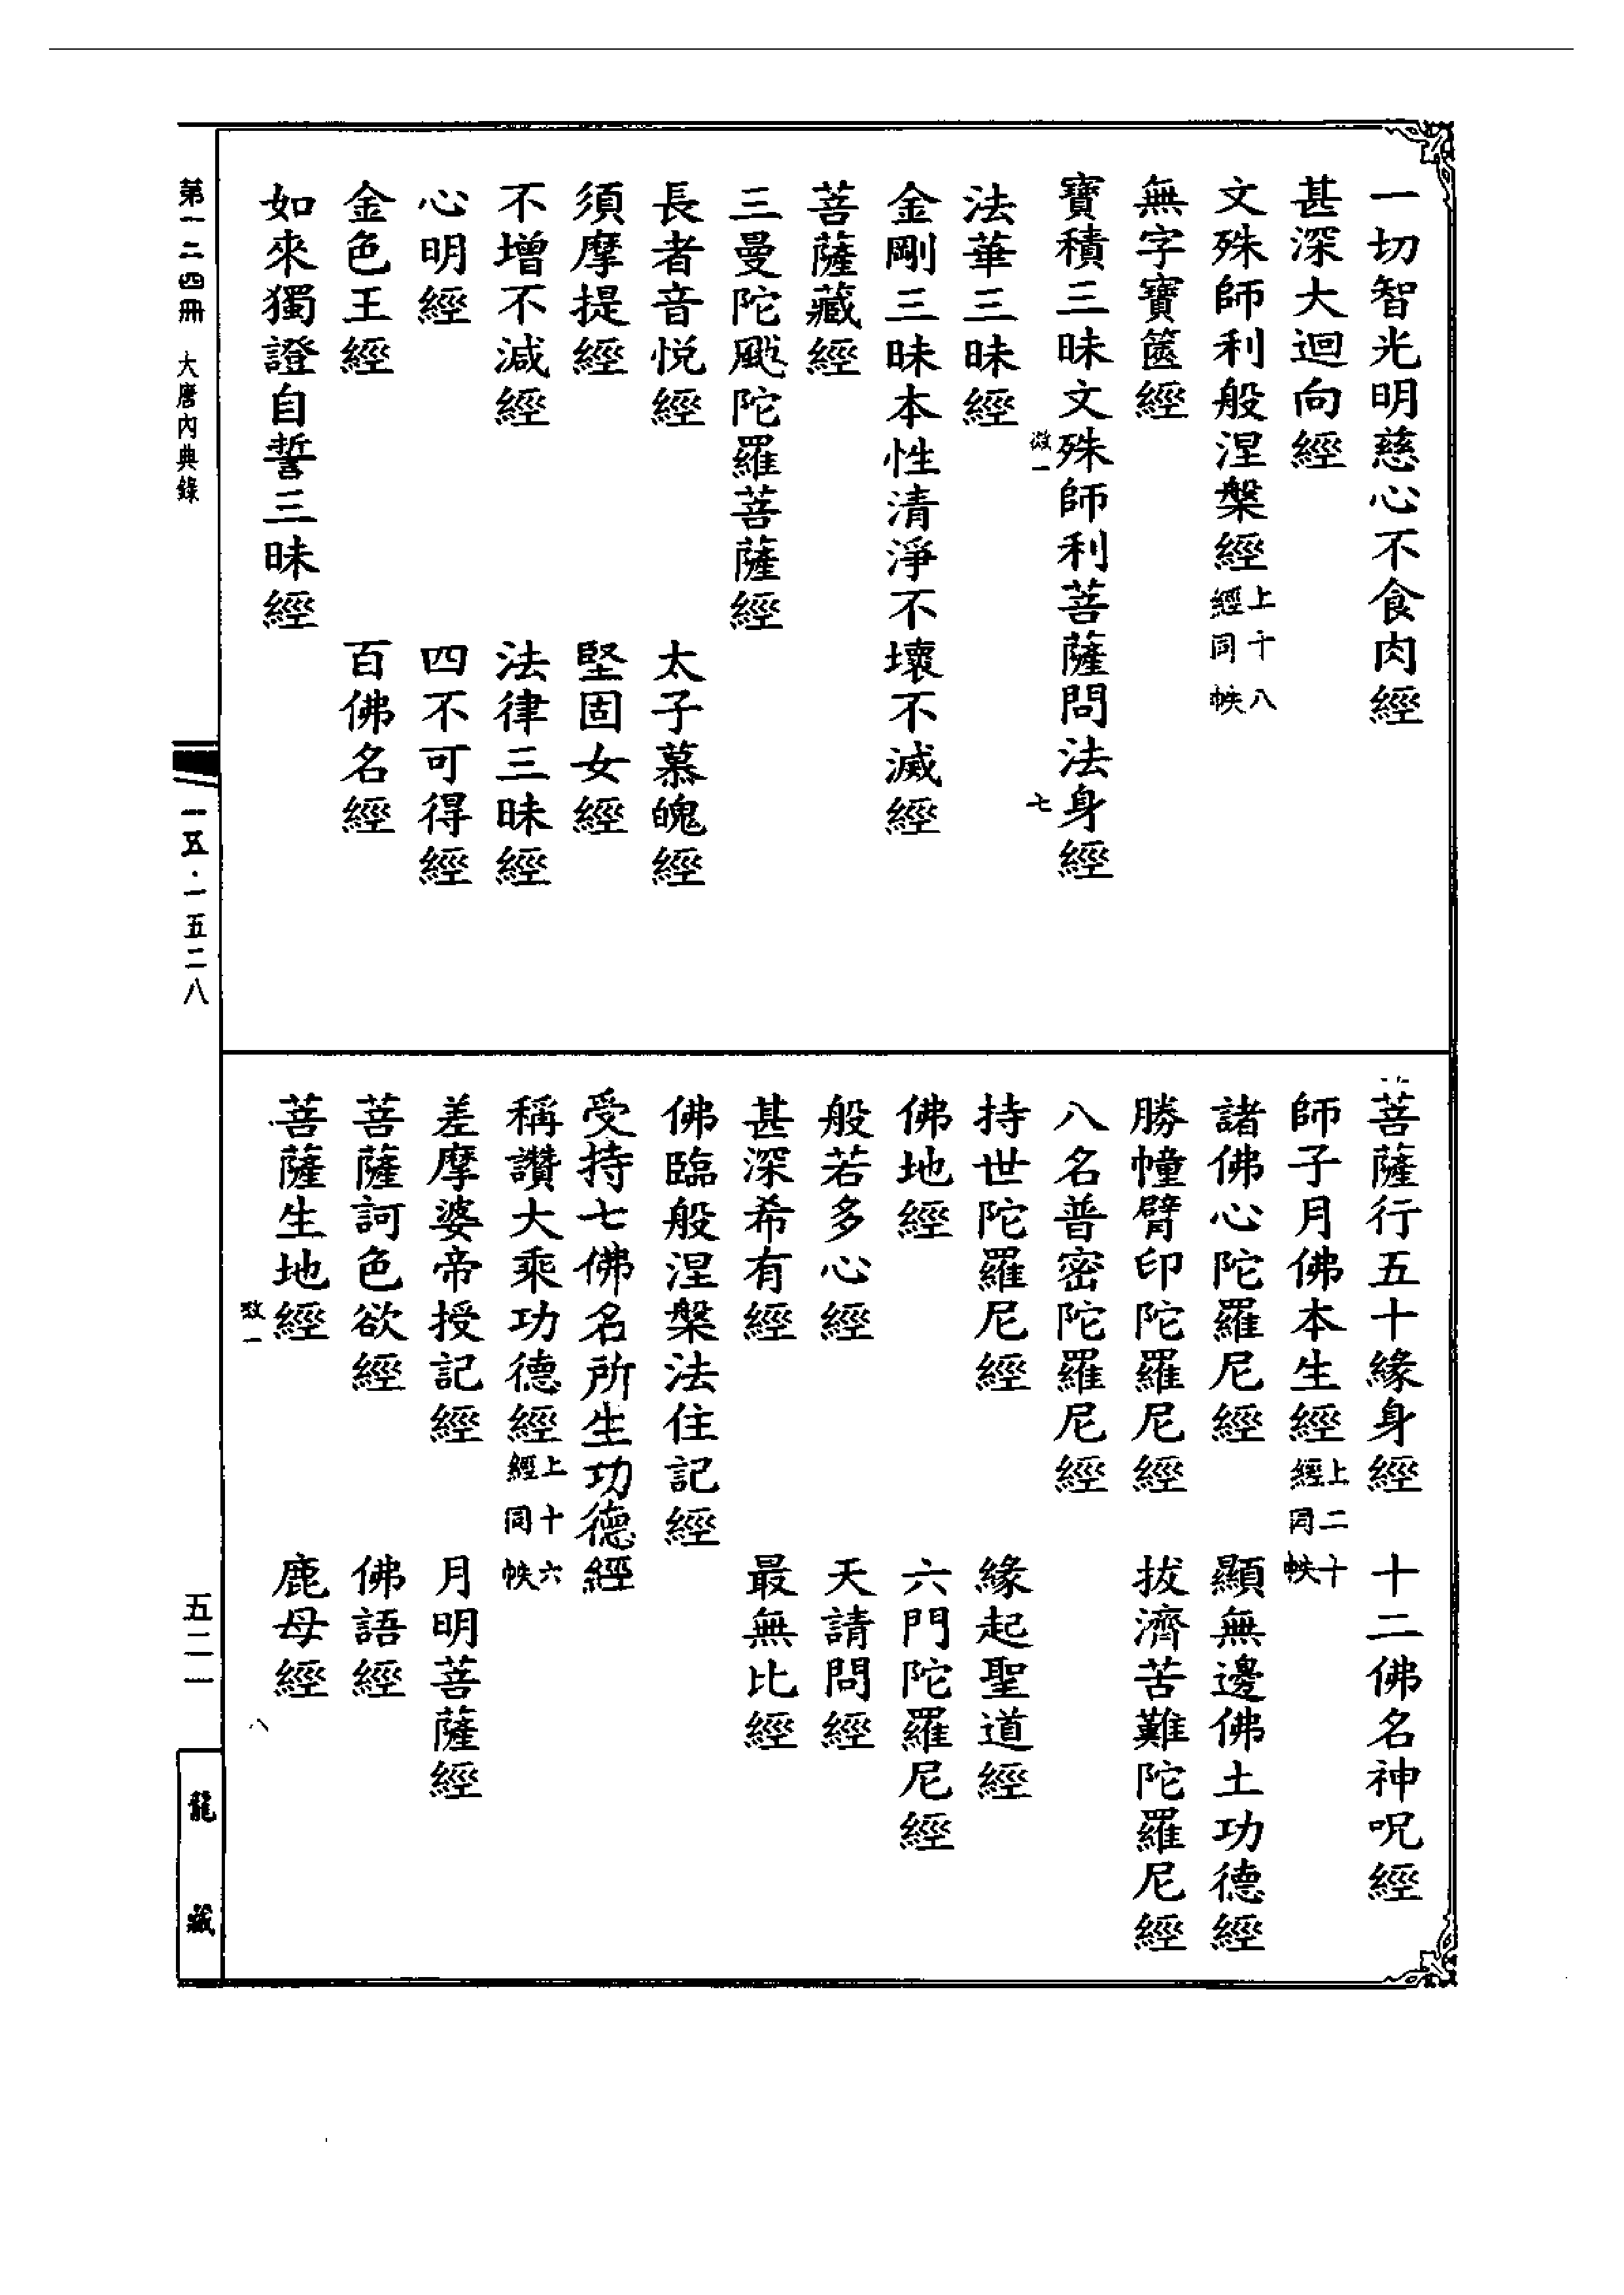 一切智光明慈心不食肉經
甚深大迴向經
文殊師利般涅槃經上十八經同帙
無字寶篋經
寶積三昧文殊師利菩薩問法身經
七
法華三昧經
金剛三昧本性清淨不壞不滅經
菩薩藏經
三曼陀颰陀羅菩薩經
長者音悅經　太子慕魄經
須摩提經　堅固女經
不增不減經　法律三昧經
心明經　四不可得經
金色王經　百佛名經
如來獨證自誓三昧經
菩薩行五十緣身經　十二佛名神呪經
師子月佛本生經上二十經同帙
諸佛心陀羅尼經　顯無邊佛土功德經
勝幢臂印陀羅尼經　拔濟苦難陀羅尼經
八名普密陀羅尼經
持世陀羅尼經　緣起聖道經
佛地經　六門陀羅尼經
般若多心經　天請問經
甚深希有經　最無比經
佛臨般涅槃法住記經
受持七佛名所生功德經
稱讚大乘功德經上十六經同帙
差摩婆帝授記經　月明菩薩經
菩薩訶色欲經　佛語經
菩薩生地經　鹿母經
八
第一二四冊　大唐內典錄
一五・一五二八
五二一
龍藏